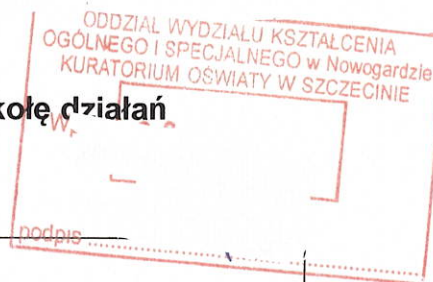 ODDZIAŁ WYDZIAŁU KSZTAŁCENIA
OGÓLNEGO I SPECJALNEGO w Nowogardzie
KURATORIUM OŚWIATY W SZCZECINIE
kołę działań
podpis